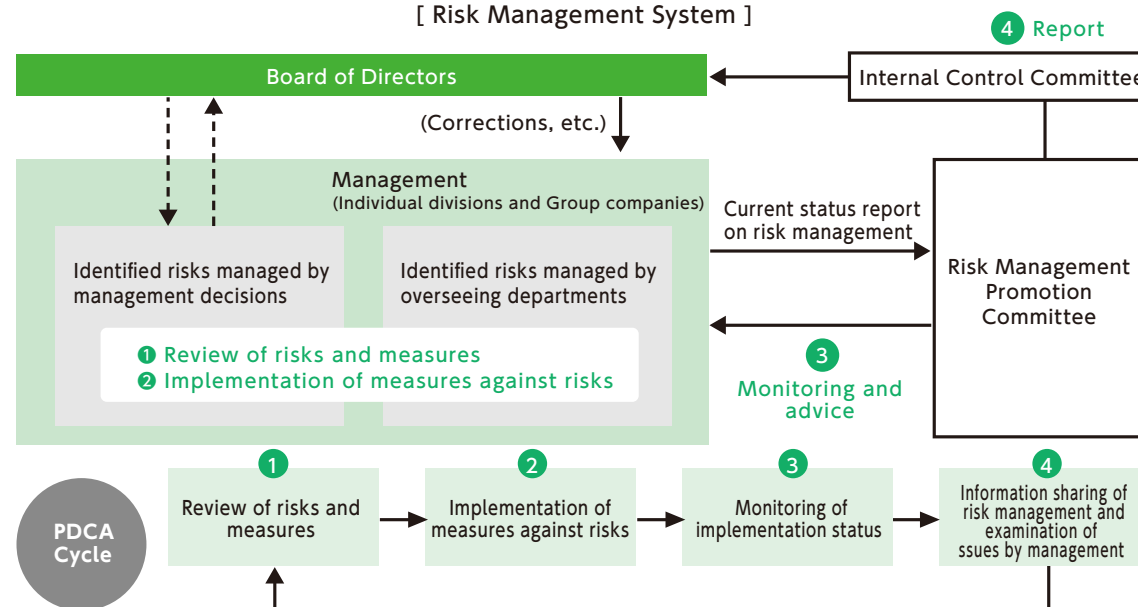 [ Risk Management System ]
4 Report
Board of Directors
Internal Control Committee
(Corrections, etc.)
Management
(Individual divisions and Group companies)
Current status report
on risk management
Identified risks managed by
management decisions
Identified risks managed by
overseeing departments
Risk Management
Promotion
Committee
1 Review of risks and measures
2 Implementation of measures against risks
3
Monitoring and
advice
PDCA
Cycle
1
Review of risks and
measures
2
Implementation of
measures against risks
3
Monitoring of
implementation status
4
Information sharing of
risk management and
examination of
issues by management